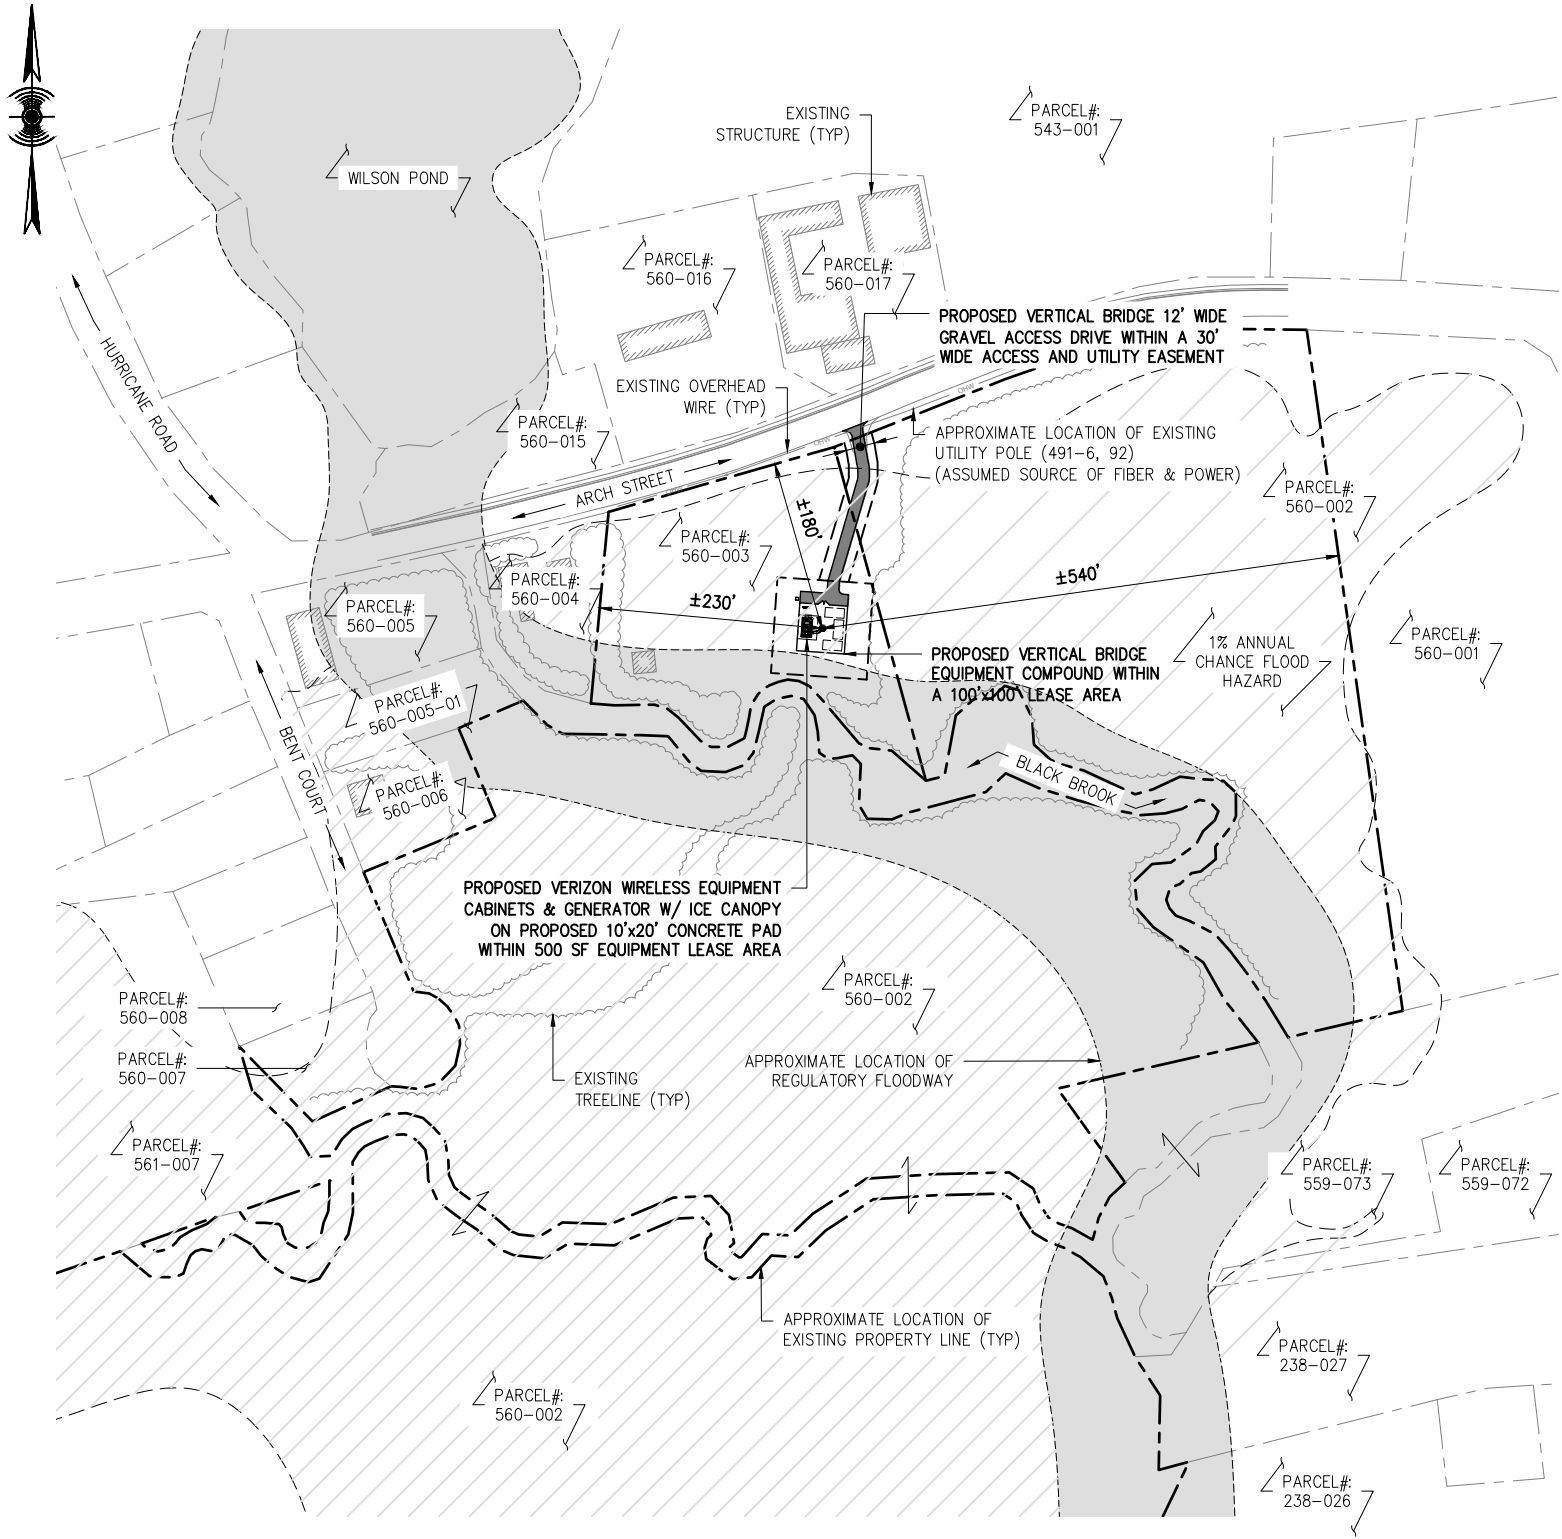 EXISTING
STRUCTURE (TYP)
PARCEL#:
543-001
WILSON POND
PARCEL#:
560-016
PARCEL#:
560-017
PROPOSED VERTICAL BRIDGE 12' WIDE
GRAVEL ACCESS DRIVE WITHIN A 30'
WIDE ACCESS AND UTILITY EASEMENT
HURRICANE ROAD
EXISTING OVERHEAD
WIRE (TYP)
OHW
OHW
PARCEL#:
560-015
APPROXIMATE LOCATION OF EXISTING
UTILITY POLE (491-6, 92)
(ASSUMED SOURCE OF FIBER & POWER)
ARCH STREET
±180'
PARCEL#:
560-002
PARCEL#:
560-003
PARCEL#:
560-004
±230'
±540'
PARCEL#:
560-005
1% ANNUAL
CHANCE FLOOD
HAZARD
PARCEL#:
560-001
PROPOSED VERTICAL BRIDGE
EQUIPMENT COMPOUND WITHIN
A 100'x100' LEASE AREA
PARCEL#:
560-005-01
BENT COURT
BLACK BROOK
PARCEL#:
560-006
PROPOSED VERIZON WIRELESS EQUIPMENT
CABINETS & GENERATOR W/ ICE CANOPY
ON PROPOSED 10'x20' CONCRETE PAD
WITHIN 500 SF EQUIPMENT LEASE AREA
PARCEL#:
560-002
PARCEL#:
560-008
PARCEL#:
560-007
APPROXIMATE LOCATION OF
REGULATORY FLOODWAY
EXISTING
TREELINE (TYP)
PARCEL#:
561-007
PARCEL#:
559-073
PARCEL#:
559-072
APPROXIMATE LOCATION OF
EXISTING PROPERTY LINE (TYP)
PARCEL#:
238-027
PARCEL#:
560-002
PARCEL#:
238-026